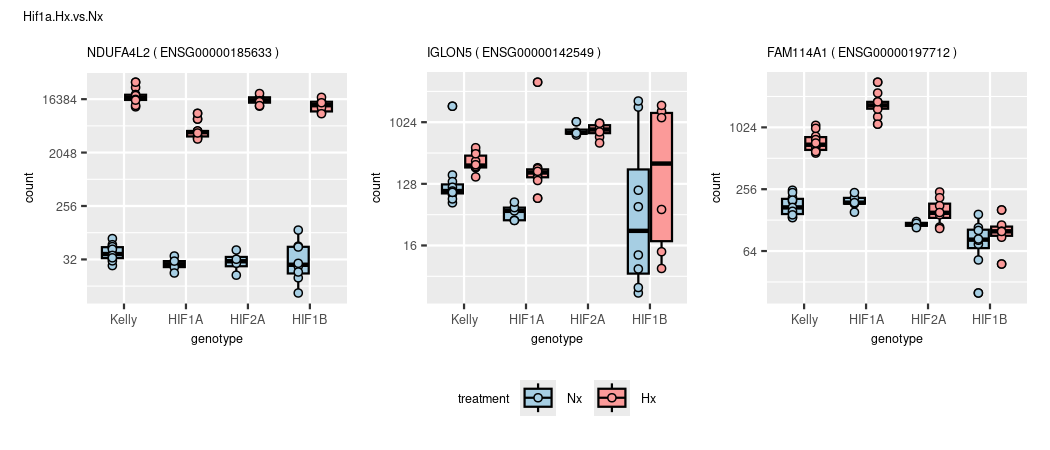 Hif1a.Hx.vs.Nx
NDUFA4L2 ( ENSG00000185633 )
IGLON5 ( ENSG00000142549 )
FAM114A1 ( ENSG00000197712 )
count
16384
2048
256
32
Kelly
HIF1A
HIF2A
HIF1B
genotype
count
1024
128
16
Kelly
HIF1A
HIF2A
HIF1B
genotype
count
1024
256
64
Kelly
HIF1A
HIF2A
HIF1B
genotype
treatment Nx Hx